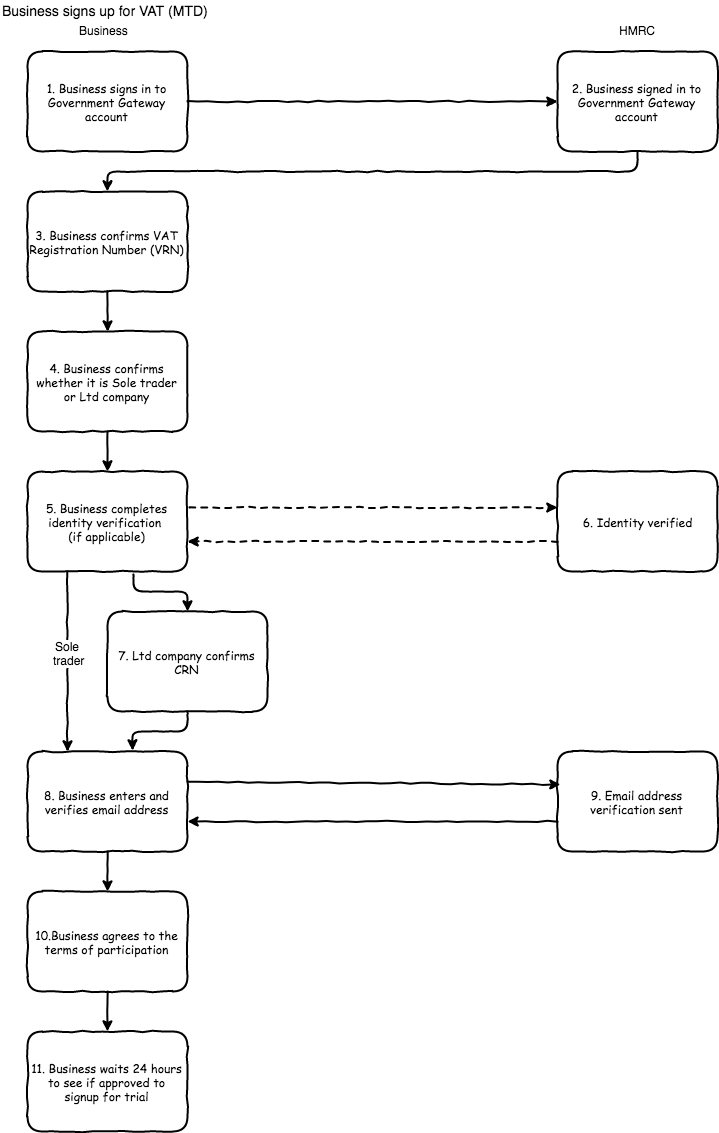 Business signs up for VAT (MTD)
Business
HMRC
1. Business signs in to
Government Gateway
account
2. Business signed in to
Government Gateway
account
3. Business confirms VAT
Registration Number (VRN)
4. Business confirms
whether it is Sole trader
or Ltd company
5. Business completes
identity verification
(if applicable)
6. Identity verified
Sole
trader
7. Ltd company confirms
CRN
8. Business enters and
verifies email address
9. Email address
verification sent
10.Business agrees to the
terms of participation
11. Business waits 24 hours
to see if approved to
signup for trial